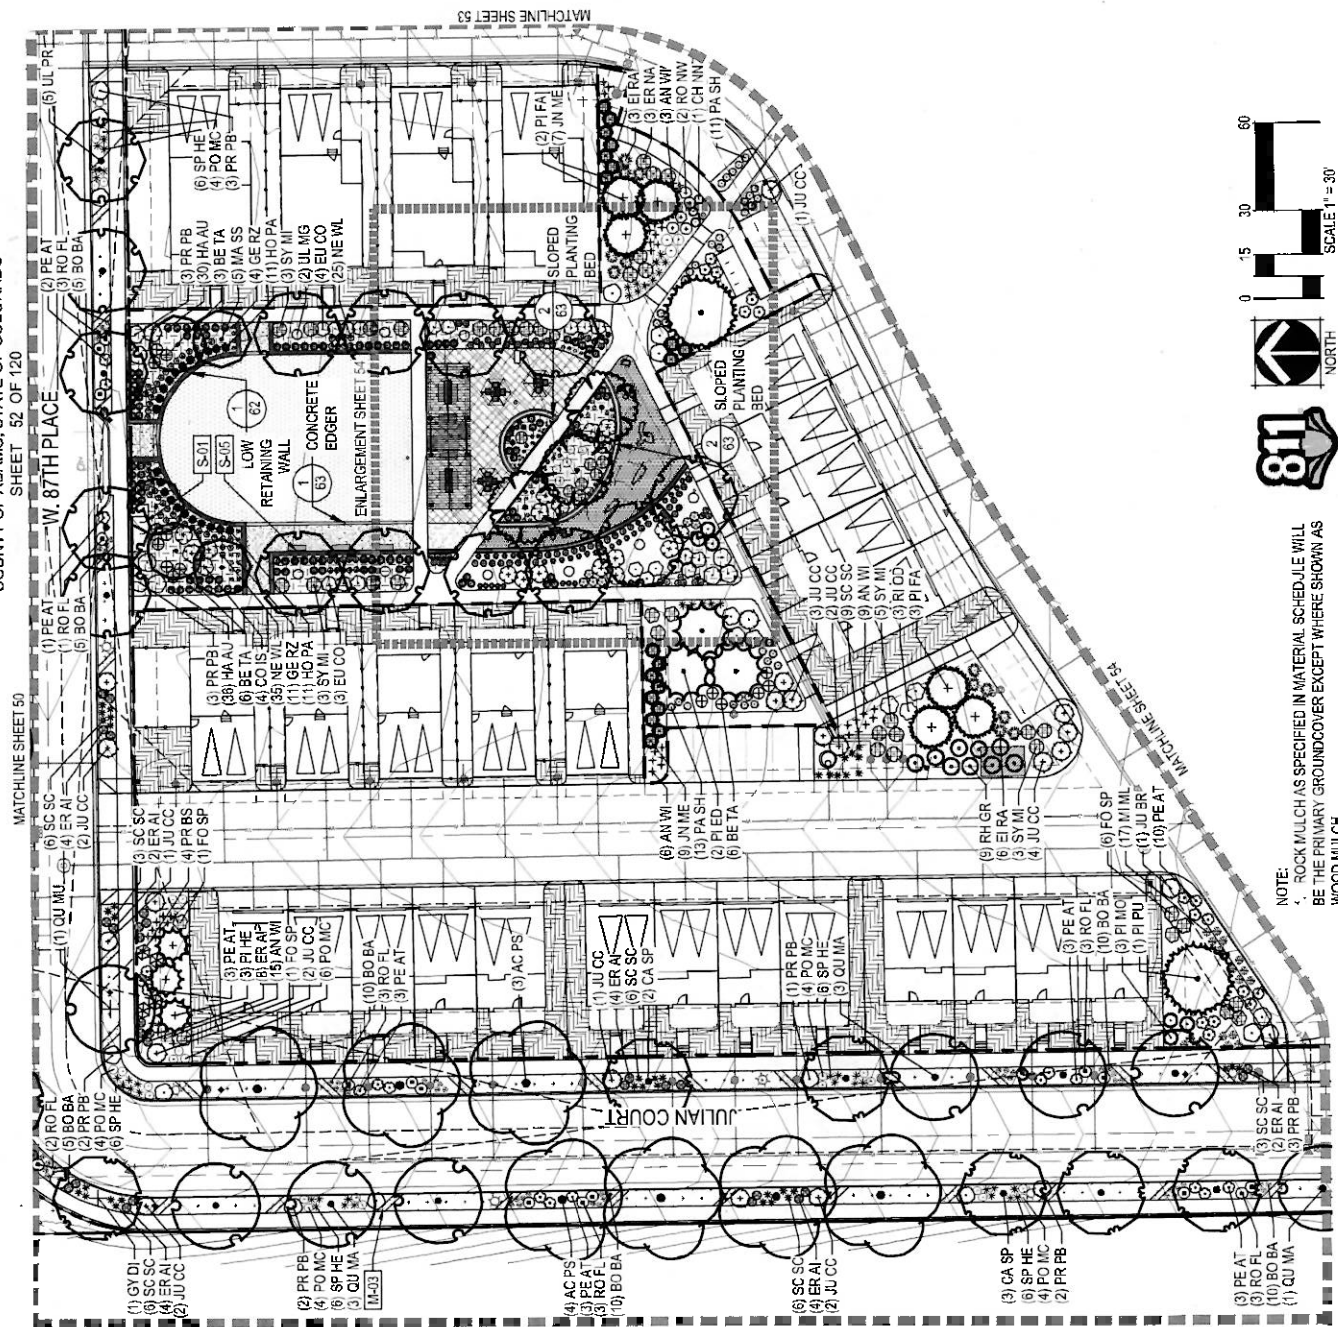 SHEET 52 OF 120
MATCHLINE SHEET 50
MATCHLINE SHEET 53
W. 87TH PLACE
(1) QU MU
(6) SC SC
(4) ER AI
(2) JU CC
(1) PE AT
(1) RO FL
(5) BO BA
(2) PE AT
(3) RO FL
(5) BO BA
(5) UL PR
(2) RO FL
(5) BO BA
(2) PR PB
(4) PO MC
(6) SP HE
(3) SC SC
(2) ER AI
(1) JU CC
(4) PR BS
(1) FO SP
(3) PR PB
(38) HA AU
(6) BE TA
(4) CO IS
(35) NE WL
(11) GE RZ
(11) HO PA
(3) SY MI
(3) EU CO
S-01
S-05
LOW
RETAINING
WALL
1
62
CONCRETE
EDGER
1
63
ENLARGEMENT SHEET 54
(3) PR PB
(30) HA AU
(3) BE TA
(5) MA SS
(4) GE RZ
(11) HO PA
(3) SY MI
(2) UL MG
(4) EU CO
(25) NE WL
(6) SP HE
(4) PO MC
(3) PR PB
SLOPED
PLANTING
BED
2
63
(2) PI FA
(7) JN ME
(3) EI RA
(3) ER NA
(3) AN WI
(2) RO NW
(1) CH NN
(11) PA SH
(1) JU CC
SLOPED
PLANTING
BED
2
63
(3) JU CC
(2) JU CC
(9) SC SC
(9) AN WI
(5) SY MI
(3) RI DD
(3) PI FA
(6) AN WI
(9) JN ME
(13) PA SH
(2) PI ED
(6) BE TA
(9) RH GR
(6) EI RA
(3) SY MI
(4) JU CC
MATCHLINE SHEET 54
(6) FO SP
(17) MI ML
(1) JU BR
(10) PE AT
(3) PE AT
(3) PI HE
(8) ER AI
(15) AN WI
(1) FO SP
(2) JU CC
(6) PO MC
(10) BO BA
(3) RO FL
(3) PE AT
(3) AC PS
(1) JU CC
(4) ER AI
(6) SC SC
(2) CA SP
(1) PR PB
(4) PO MC
(6) SP HE
(3) QU MA
(3) PE AT
(3) RO FL
(10) BO BA
(3) PI MO
(1) PI PU
JULIAN COURT
(3) SC SC
(2) ER AI
(3) PR PB
(1) GY DI
(6) SC SC
(4) ER AI
(2) JU CC
(2) PR PB
(4) PO MC
(6) SP HE
(3) QU MA
M-03
(4) AC PS
(3) PE AT
(3) RO FL
(10) BO BA
(6) SC SC
(4) ER AI
(2) JU CC
(3) CA SP
(6) SP HE
(4) PO MC
(2) PR PB
(3) PE AT
(3) RO FL
(10) BO BA
(1) QU MA
NOTE:
ROCK MULCH AS SPECIFIED IN MATERIAL SCHEDULE WILL
BE THE PRIMARY GROUNDCOVER EXCEPT WHERE SHOWN AS
WOOD MULCH
811
NORTH
0 15 30 60
SCALE 1" = 30'